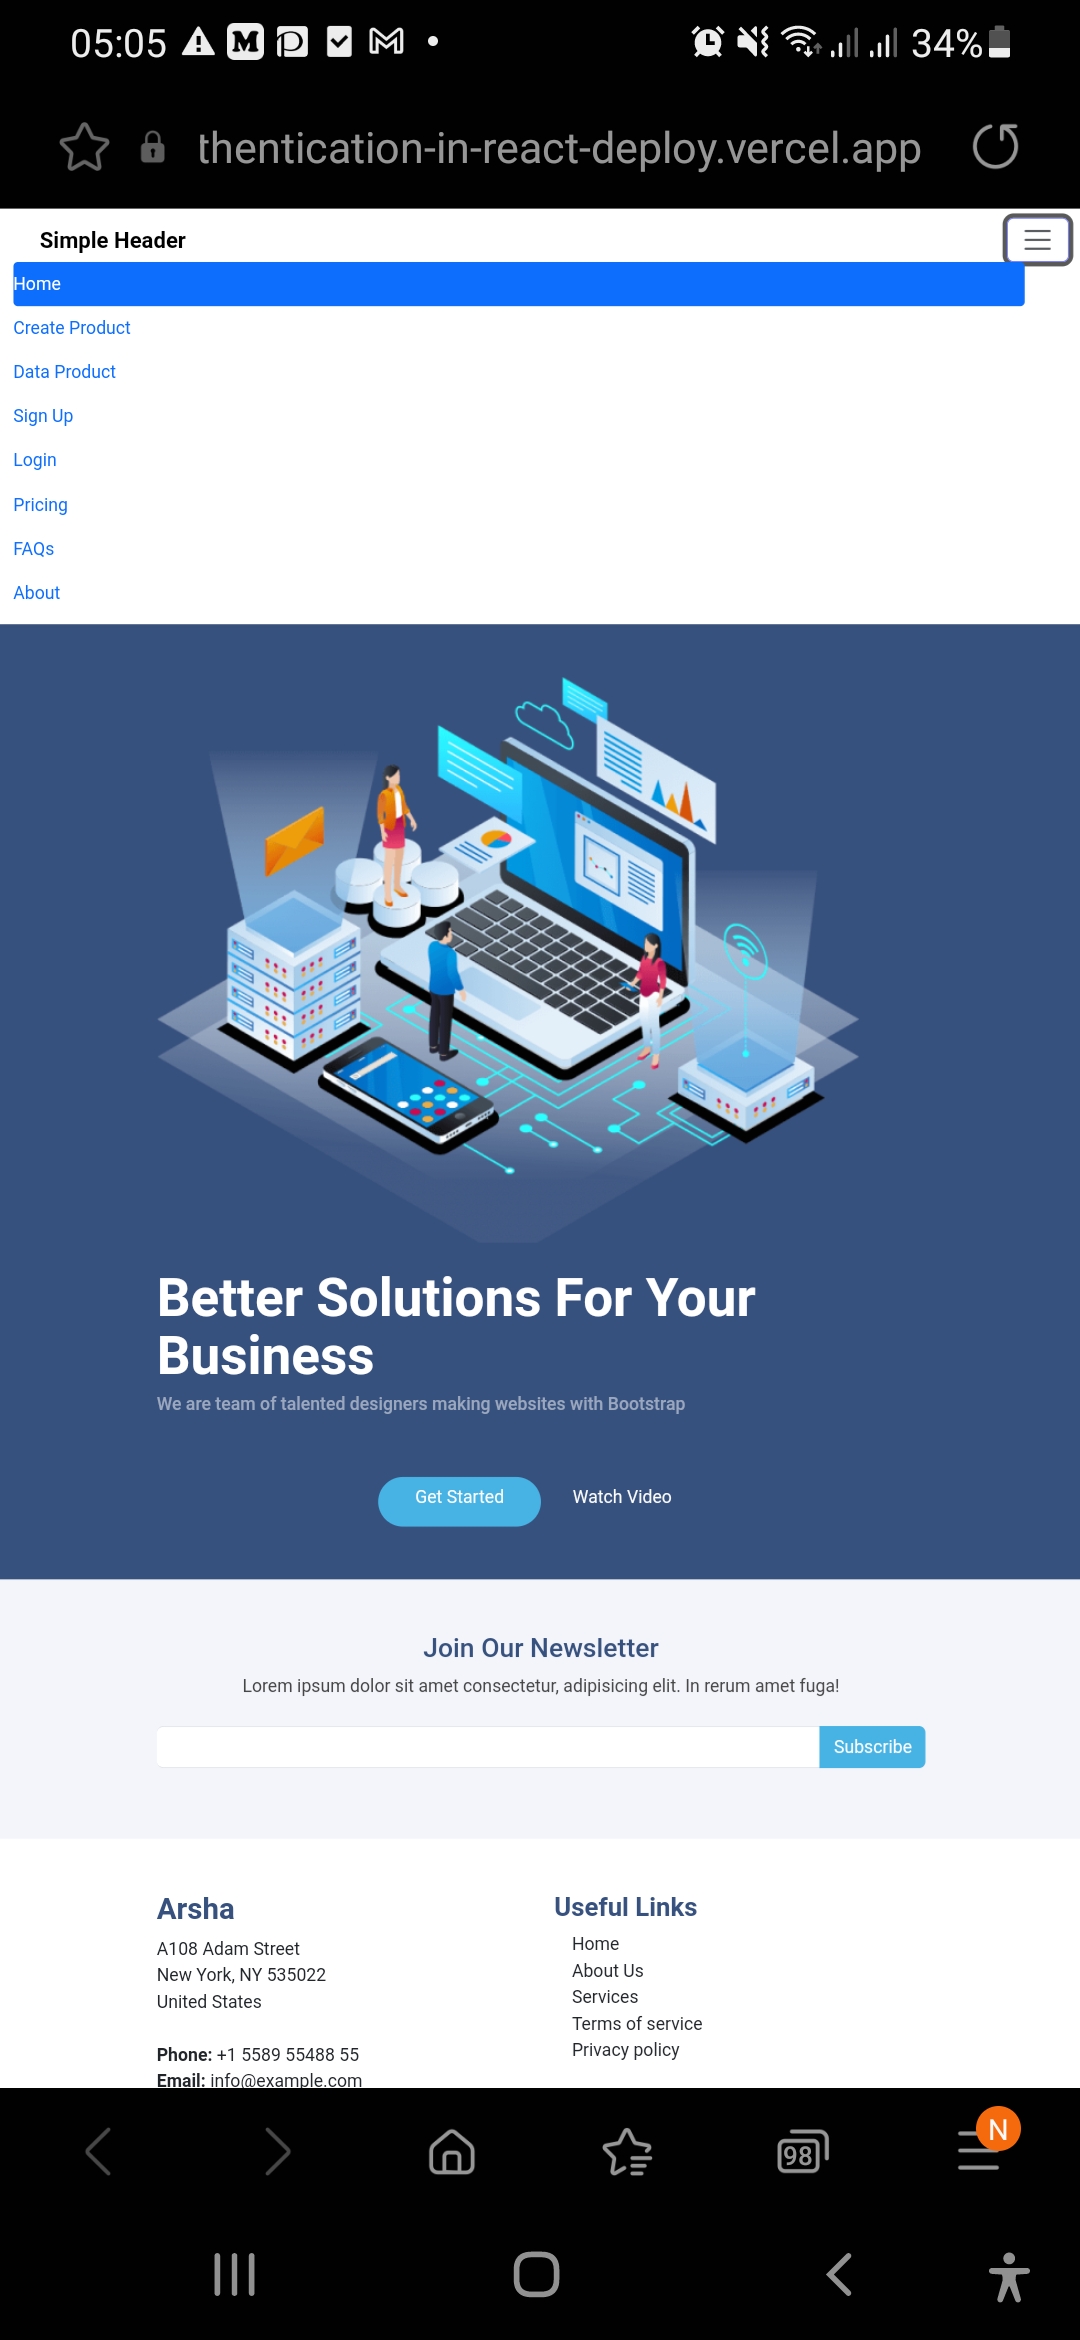 05:05
34%
thentication-in-react-deploy.vercel.app
Simple Header
Home
Create Product
Data Product
Sign Up
Login
Pricing
FAQs
About
Better Solutions For Your
Business
We are team of talented designers making websites with Bootstrap
Get Started
Watch Video
Join Our Newsletter
Lorem ipsum dolor sit amet consectetur, adipisicing elit. In rerum amet fuga!
Subscribe
Arsha
A108 Adam Street
New York, NY 535022
United States
Phone: +1 5589 55488 55
Email: info@example.com
Useful Links
Home
About Us
Services
Terms of service
Privacy policy
98
N